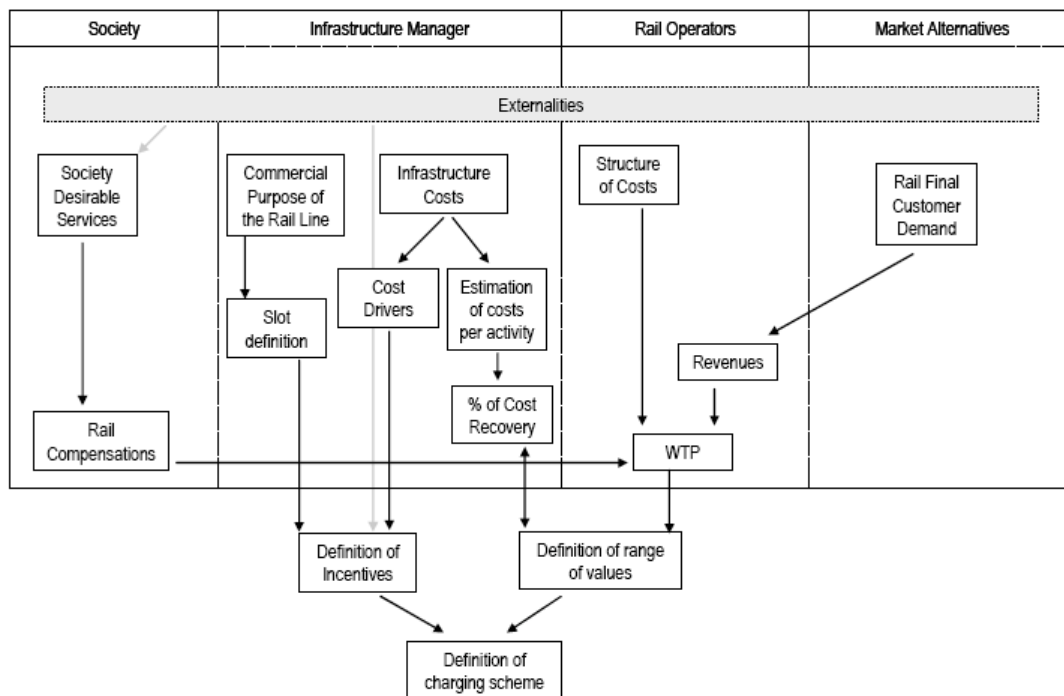 Society
Infrastructure Manager
Rail Operators
Market Alternatives
Externalities
Society
Desirable
Services
Commercial
Purpose of
the Rail Line
Infrastructure
Costs
Structure
of Costs
Rail Final
Customer
Demand
Slot
definition
Cost
Drivers
Estimation
of costs
per activity
Revenues
% of Cost
Recovery
Rail
Compensations
WTP
Definition of
Incentives
Definition of range
of values
Definition of
charging scheme